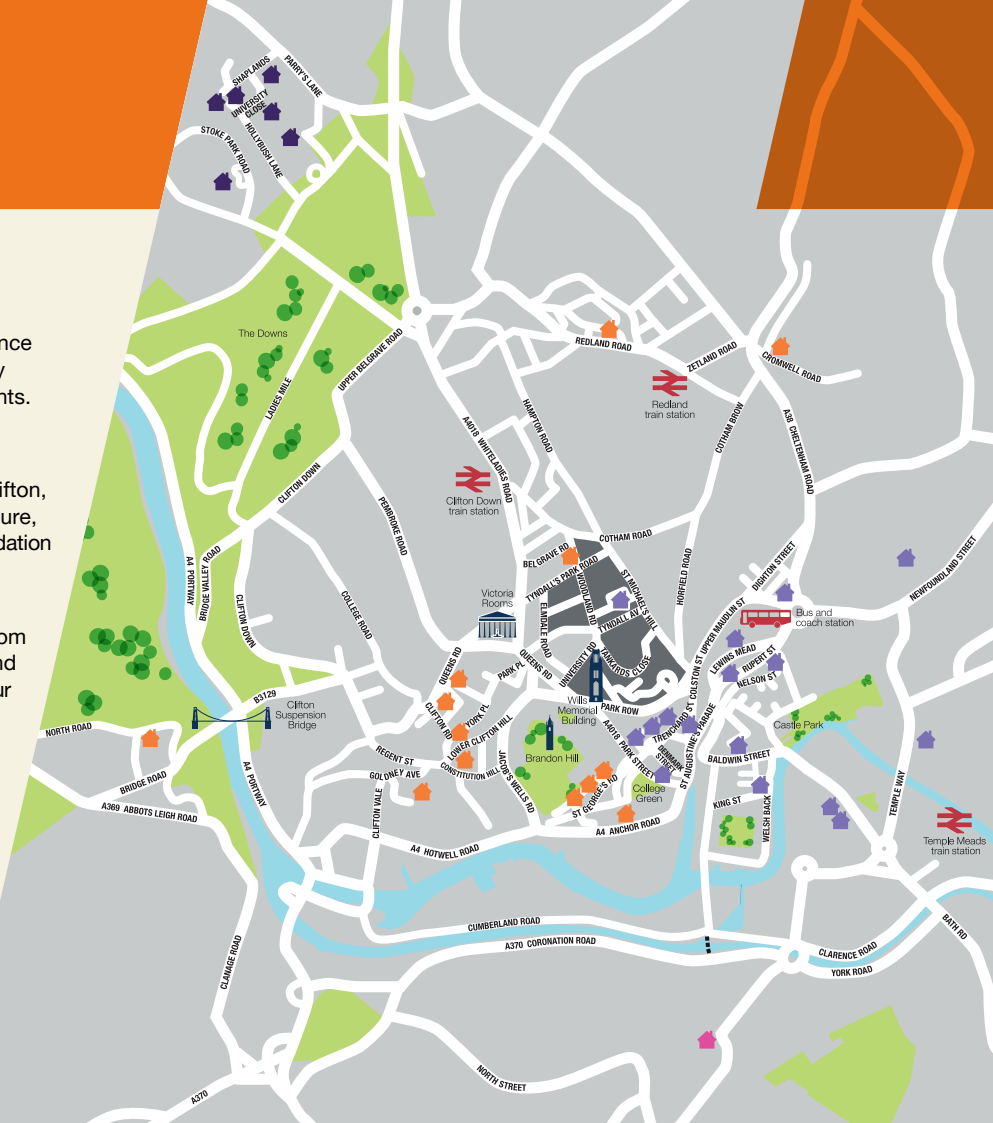 nce
y
nts.
ifton,
ure,
dation
om
nd
ur
SHAPLANDS
PARRY'S LANE
UNIVERSITY
CLOSE
STOKE PARK ROAD
HOLLYBUSH LANE
The Downs
LADIES MILE
UPPER BELGRAVE ROAD
REDLAND ROAD
ZETLAND ROAD
CROMWELL ROAD
Redland
train station
HAMPTON ROAD
COTHAM BROW
A38 CHELTENHAM ROAD
A4018 WHITELADIES ROAD
Clifton Down
train station
CLIFTON DOWN
PEMBROKE ROAD
COTHAM ROAD
BELGRAVE RD
TYNDALL'S PARK ROAD
WOODLAND RD
ST MICHAEL'S HILL
TYNDALL AV
HORFIELD ROAD
DIGHTON STREET
NEWFOUNDLAND STREET
A4 PORTWAY
BRIDGE VALLEY ROAD
CLIFTON DOWN
COLLEGE ROAD
Victoria
Rooms
ELMDALE ROAD
Bus and
coach station
UPPER MAUDLIN ST
LEWINS MEAD
RUPERT ST
NELSON ST
QUEENS RD
PARK PL
QUEENS RD
UNIVERSITY RD
TANKARDS CLOSE
COLSTON ST
B3129
Clifton
Suspension
Bridge
NORTH ROAD
CLIFTON RD
YORK PL
LOWER CLIFTON HILL
Wills
Memorial
Building
PARK ROW
A4018 PARK STREET
TRENCHARD ST
DENMARK
STREET
ST AUGUSTINE'S PARADE
Castle Park
BALDWIN STREET
Brandon Hill
REGENT ST
GOLDNEY AVE
CONSTITUTION HILL
JACOB'S WELLS RD
ST GEORGE'S RD
College
Green
KING ST
WELSH BACK
TEMPLE WAY
BRIDGE ROAD
A4 PORTWAY
A369 ABBOTS LEIGH ROAD
CLIFTON VALE
A4 ANCHOR ROAD
A4 HOTWELL ROAD
Temple Meads
train station
CUMBERLAND ROAD
A370 CORONATION ROAD
CLARENCE ROAD
YORK ROAD
BATH RD
CLANAGE ROAD
NORTH STREET
A370